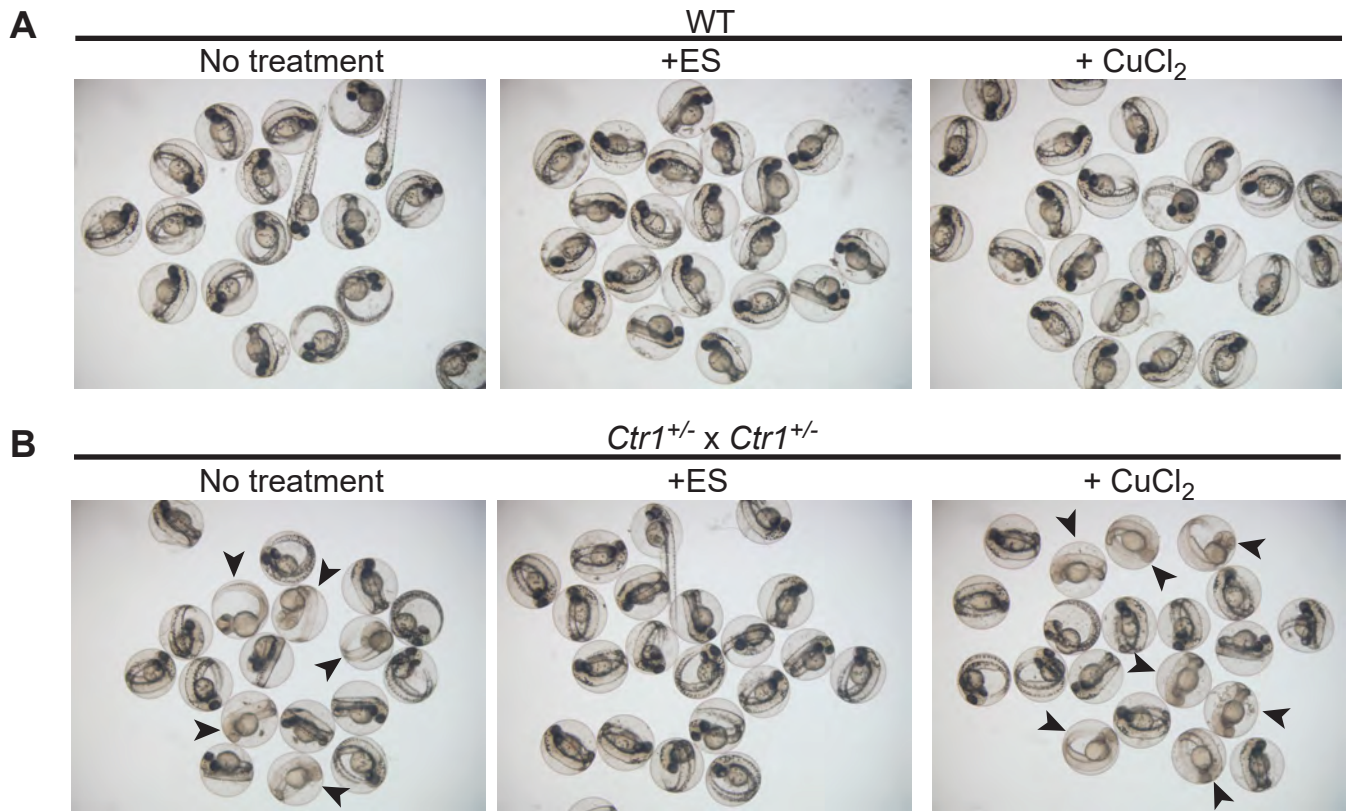 A
WT
No treatment
+ES
+ CuCl₂
B
Ctr1⁺/⁻ x Ctr1⁺/⁻
No treatment
+ES
+ CuCl₂